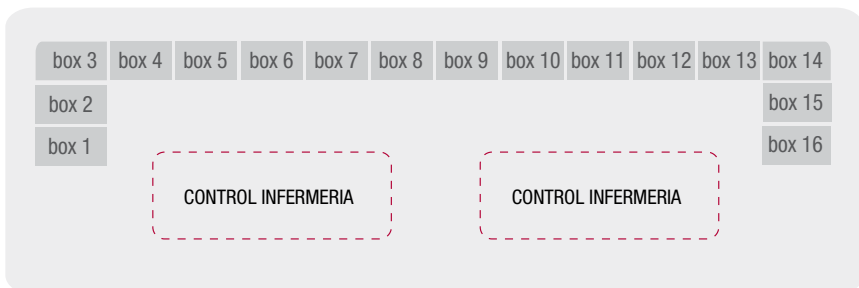 box 3 box 4 box 5 box 6 box 7 box 8 box 9 box 10 box 11 box 12 box 13 box 14
box 2 box 15
box 1 box 16
CONTROL INFERMERIA CONTROL INFERMERIA